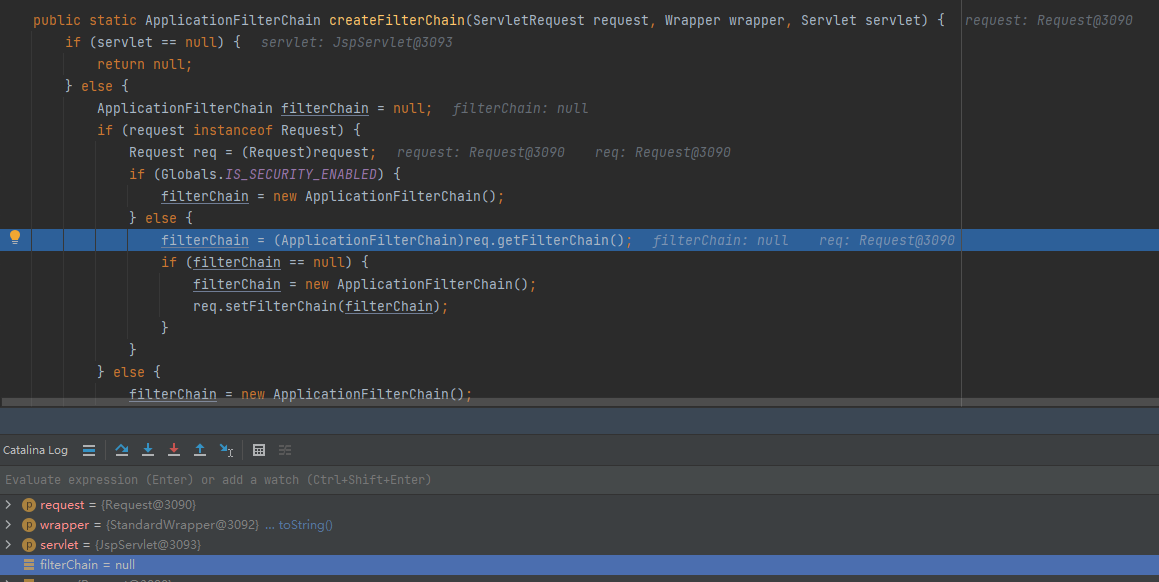 public static ApplicationFilterChain createFilterChain(ServletRequest request, Wrapper wrapper, Servlet servlet) { request: Request@3090
if (servlet == null) { servlet: JspServlet@3093
return null;
} else {
ApplicationFilterChain filterChain = null; filterChain: null
if (request instanceof Request) {
Request req = (Request)request; request: Request@3090 req: Request@3090
if (Globals.IS_SECURITY_ENABLED) {
filterChain = new ApplicationFilterChain();
} else {
filterChain = (ApplicationFilterChain)req.getFilterChain(); filterChain: null req: Request@3090
if (filterChain == null) {
filterChain = new ApplicationFilterChain();
req.setFilterChain(filterChain);
}
}
} else {
filterChain = new ApplicationFilterChain();
Catalina Log
Evaluate expression (Enter) or add a watch (Ctrl+Shift+Enter)
p request = {Request@3090}
p wrapper = {StandardWrapper@3092} ... toString()
p servlet = {JspServlet@3093}
filterChain = null